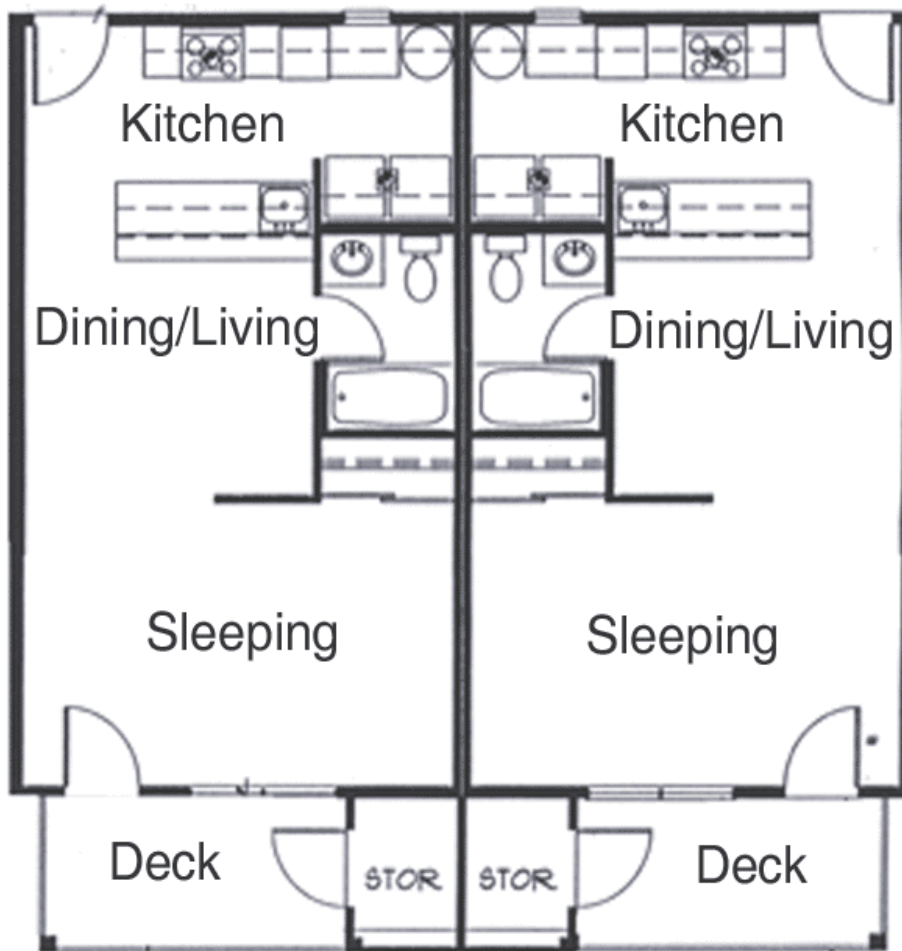 Kitchen
Kitchen
Dining/Living
Dining/Living
Sleeping
Sleeping
Deck
STOR
STOR
Deck